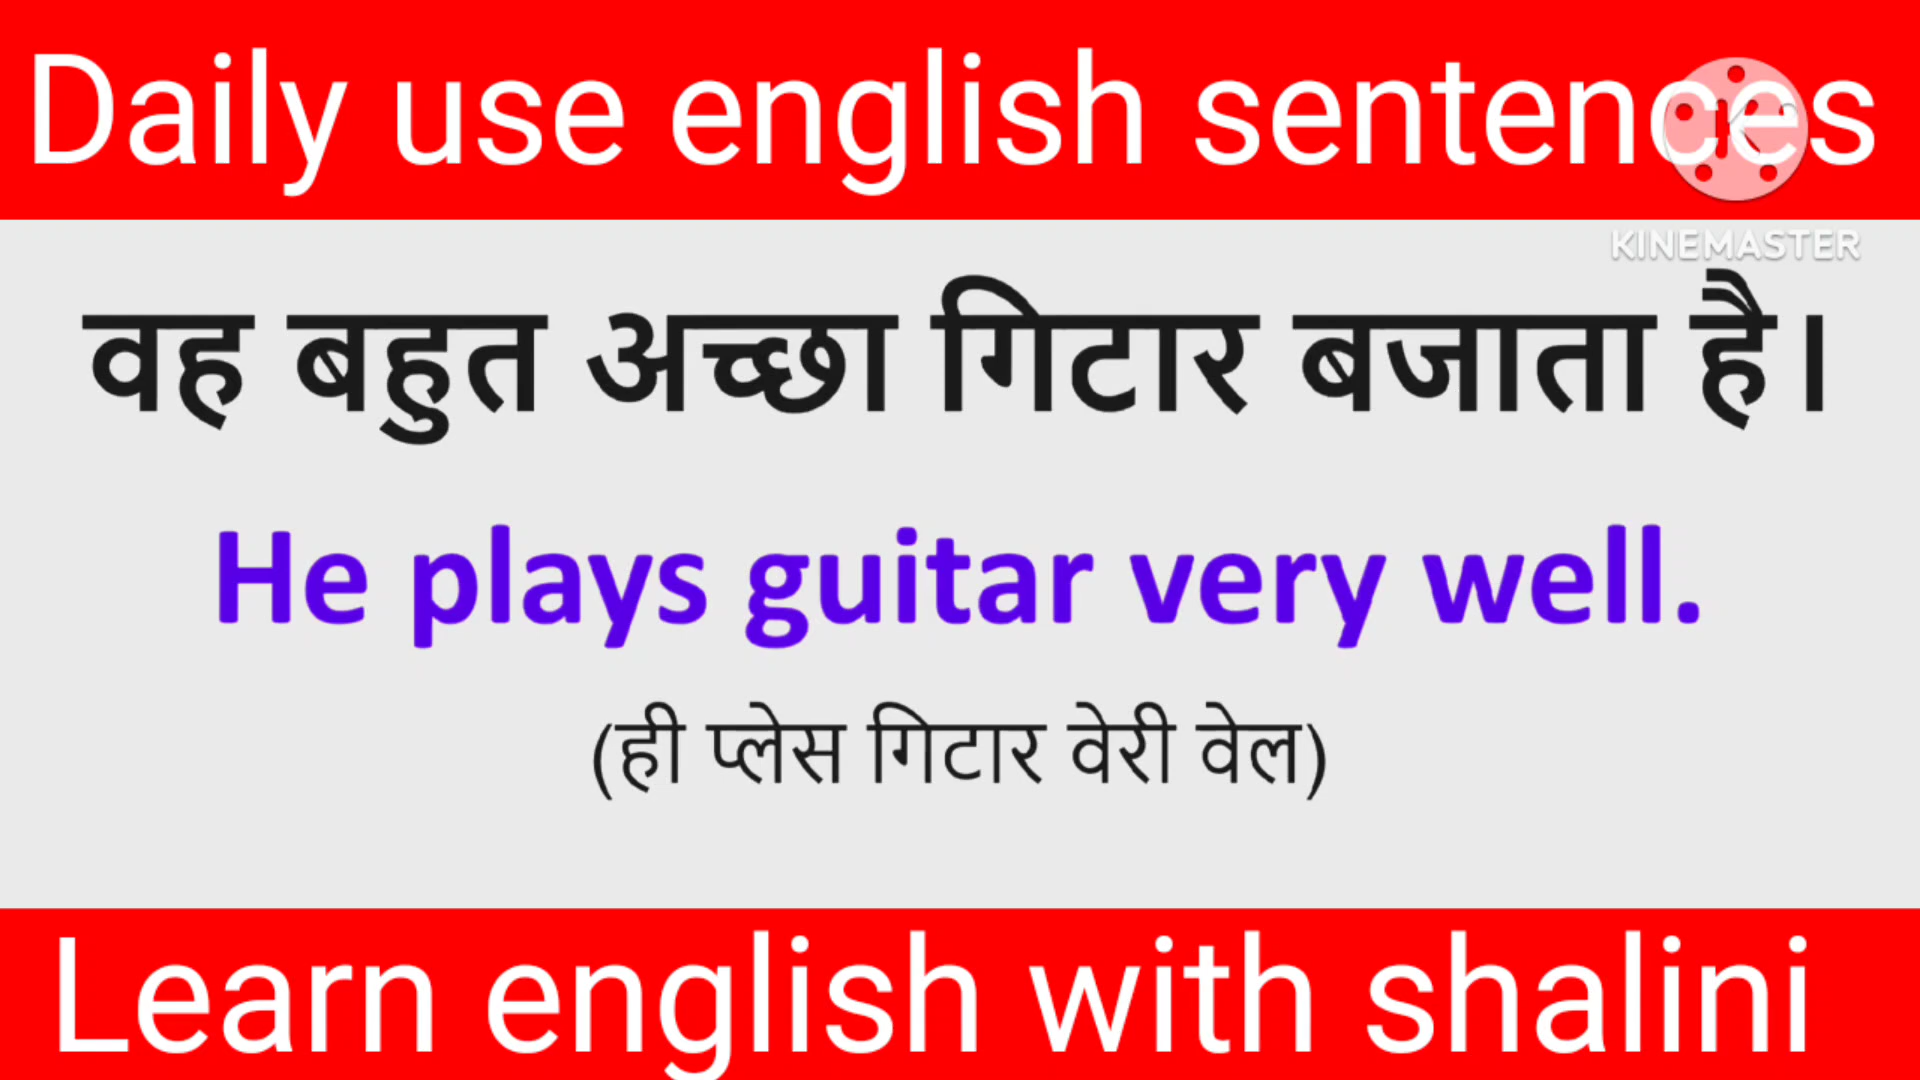 Daily use english sentences
KINEMASTER
वह बहुत अच्छा गिटार बजाता है।
He plays guitar very well.
(ही प्लेस गिटार वेरी वेल)
Learn english with shalini